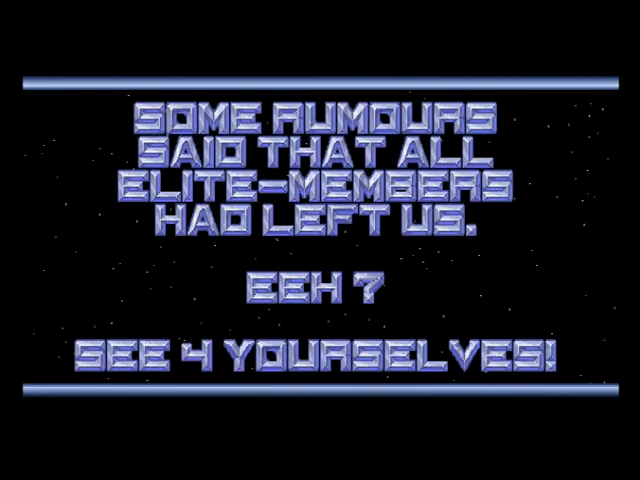 SOME RUMOURS
SAID THAT ALL
ELITE-MEMBERS
HAD LEFT US.
EEH ?
SEE 4 YOURSELVES!